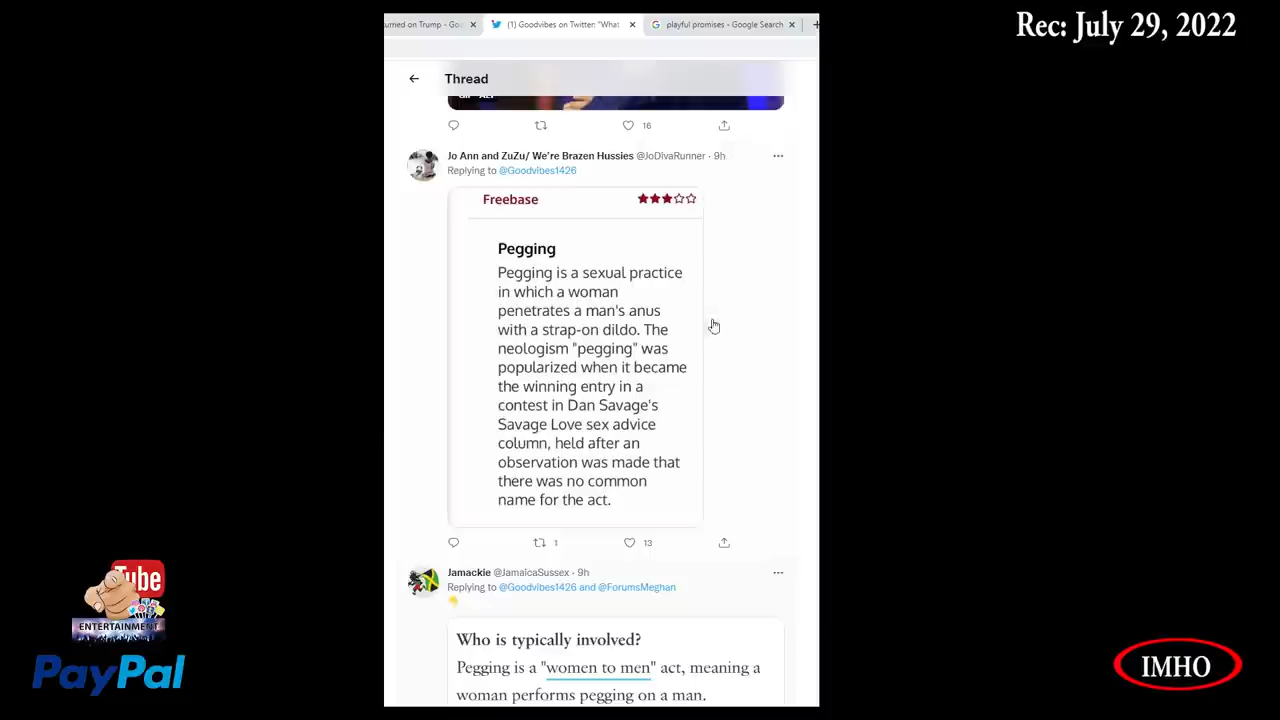 Rec: July 29, 2022
urned on Trump - Go
(1) Goodvibes on Twitter: "What
playful promises - Google Search
Thread
16
Jo Ann and ZuZu/ We're Brazen Hussies @JoDivaRunner · 9h
Replying to @Goodvibes1426
Freebase
Pegging
Pegging is a sexual practice
in which a woman
penetrates a man's anus
with a strap-on dildo. The
neologism "pegging" was
popularized when it became
the winning entry in a
contest in Dan Savage's
Savage Love sex advice
column, held after an
observation was made that
there was no common
name for the act.
1
13
Jamackie @JamaicaSussex · 9h
Replying to @Goodvibes1426 and @ForumsMeghan
Who is typically involved?
Pegging is a "women to men" act, meaning a
woman performs pegging on a man.
Tube
ENTERTAINMENT
PayPal
IMHO